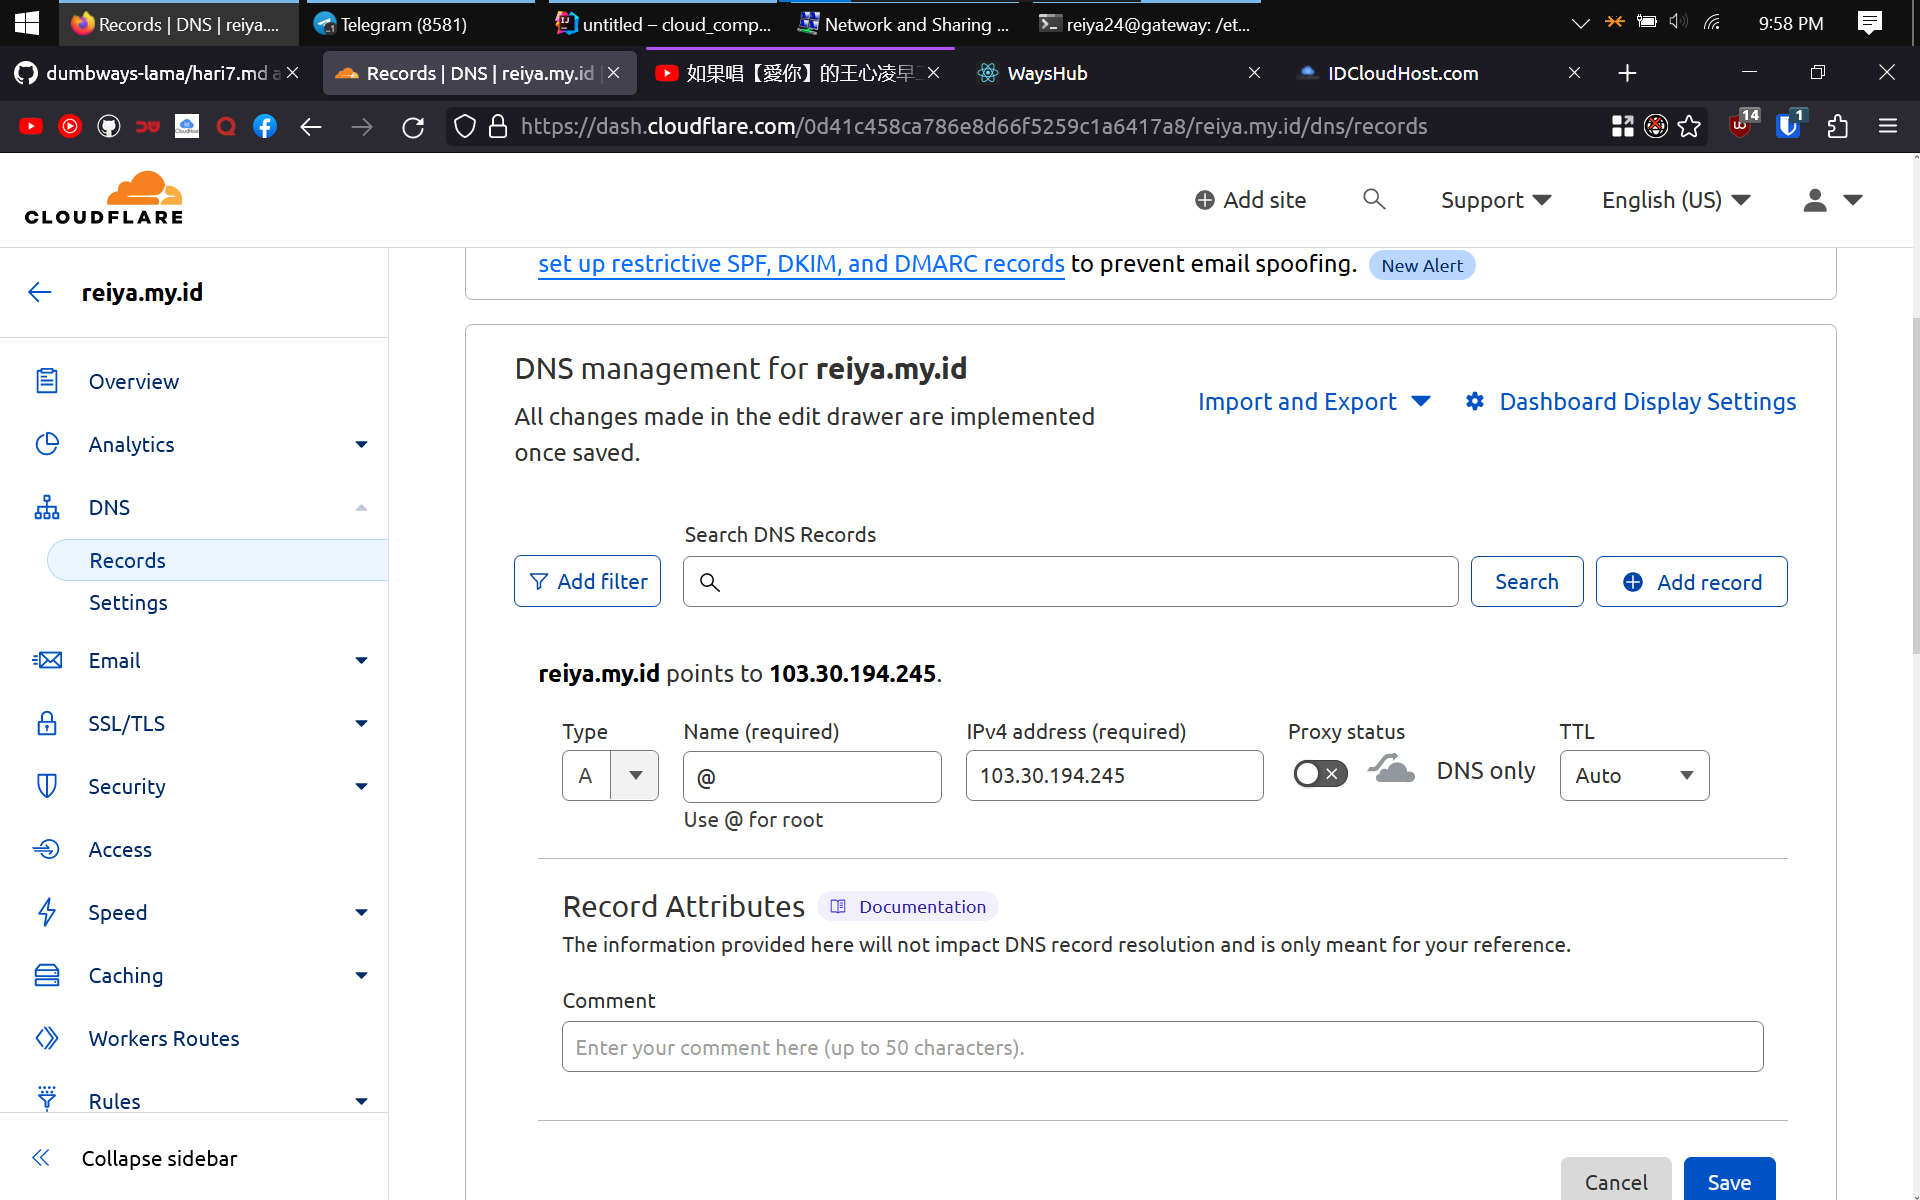 Records | DNS | reiya....
Telegram (8581)
untitled – cloud_comp...
Network and Sharing ...
reiya24@gateway: /et...
9:58 PM
dumbways-lama/hari7.md a
Records | DNS | reiya.my.id |
如果唱【愛你】的王心凌早
WaysHub
IDCloudHost.com
https://dash.cloudflare.com/0d41c458ca786e8d66f5259c1a6417a8/reiya.my.id/dns/records
14
1
CLOUDFLARE
Add site
Support
English (US)
reiya.my.id
Overview
Analytics
DNS
Records
Settings
Email
SSL/TLS
Security
Access
Speed
Caching
Workers Routes
Rules
Collapse sidebar
set up restrictive SPF, DKIM, and DMARC records to prevent email spoofing. New Alert
DNS management for reiya.my.id
All changes made in the edit drawer are implemented
once saved.
Import and Export
Dashboard Display Settings
Search DNS Records
Add filter
Search
Add record
reiya.my.id points to 103.30.194.245.
Type
Name (required)
IPv4 address (required)
Proxy status
TTL
A
@
103.30.194.245
DNS only
Auto
Use @ for root
Record Attributes
Documentation
The information provided here will not impact DNS record resolution and is only meant for your reference.
Comment
Enter your comment here (up to 50 characters).
Cancel
Save